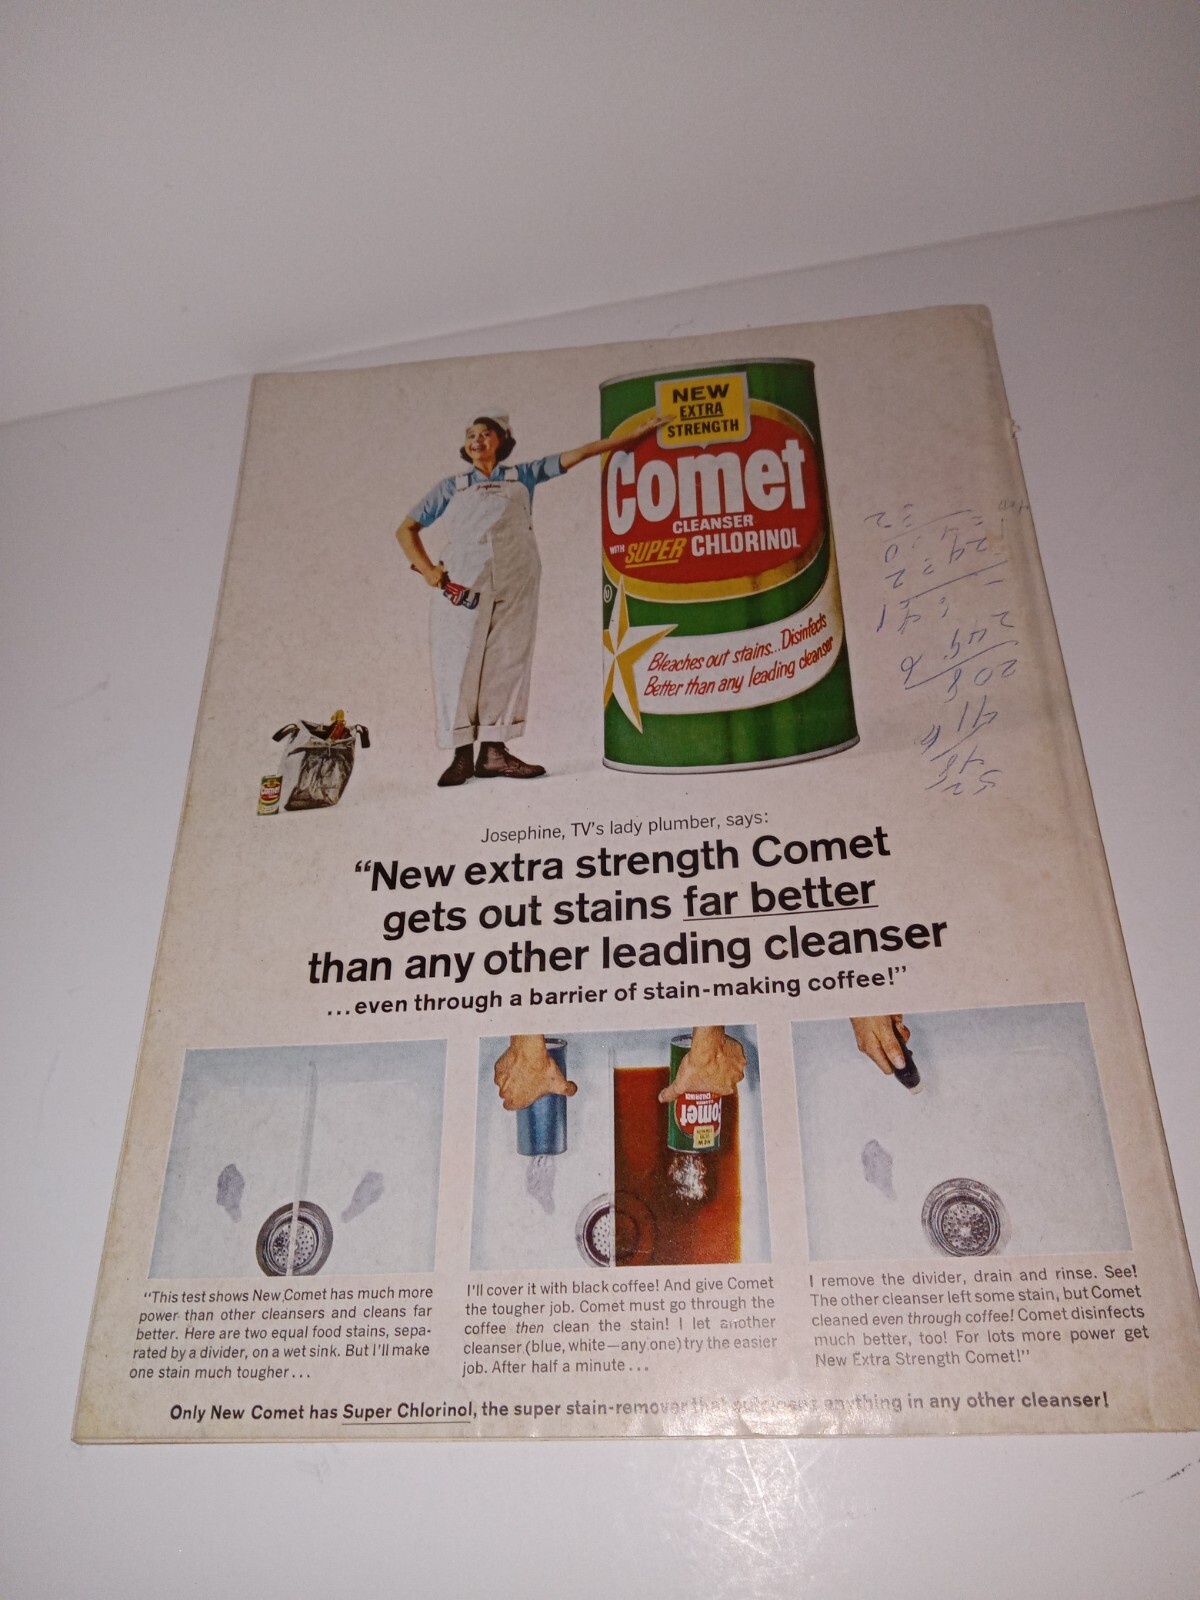 NEW
EXTRA
STRENGTH
Comet
CLEANSER
WITH SUPER CHLORINOL
Bleaches out stains...Disinfects
Better than any leading cleanser
Comet
Josephine, TV's lady plumber, says:
“New extra strength Comet
gets out stains far better
than any other leading cleanser
...even through a barrier of stain-making coffee!”
Comet
“This test shows New Comet has much more
power than other cleansers and cleans far
better. Here are two equal food stains, sepa-
rated by a divider, on a wet sink. But I'll make
one stain much tougher...
I'll cover it with black coffee! And give Comet
the tougher job. Comet must go through the
coffee then clean the stain! I let another
cleanser (blue, white—any one) try the easier
job. After half a minute...
I remove the divider, drain and rinse. See!
The other cleanser left some stain, but Comet
cleaned even through coffee! Comet disinfects
much better, too! For lots more power get
New Extra Strength Comet!”
Only New Comet has Super Chlorinol, the super stain-remover that anything in any other cleanser!